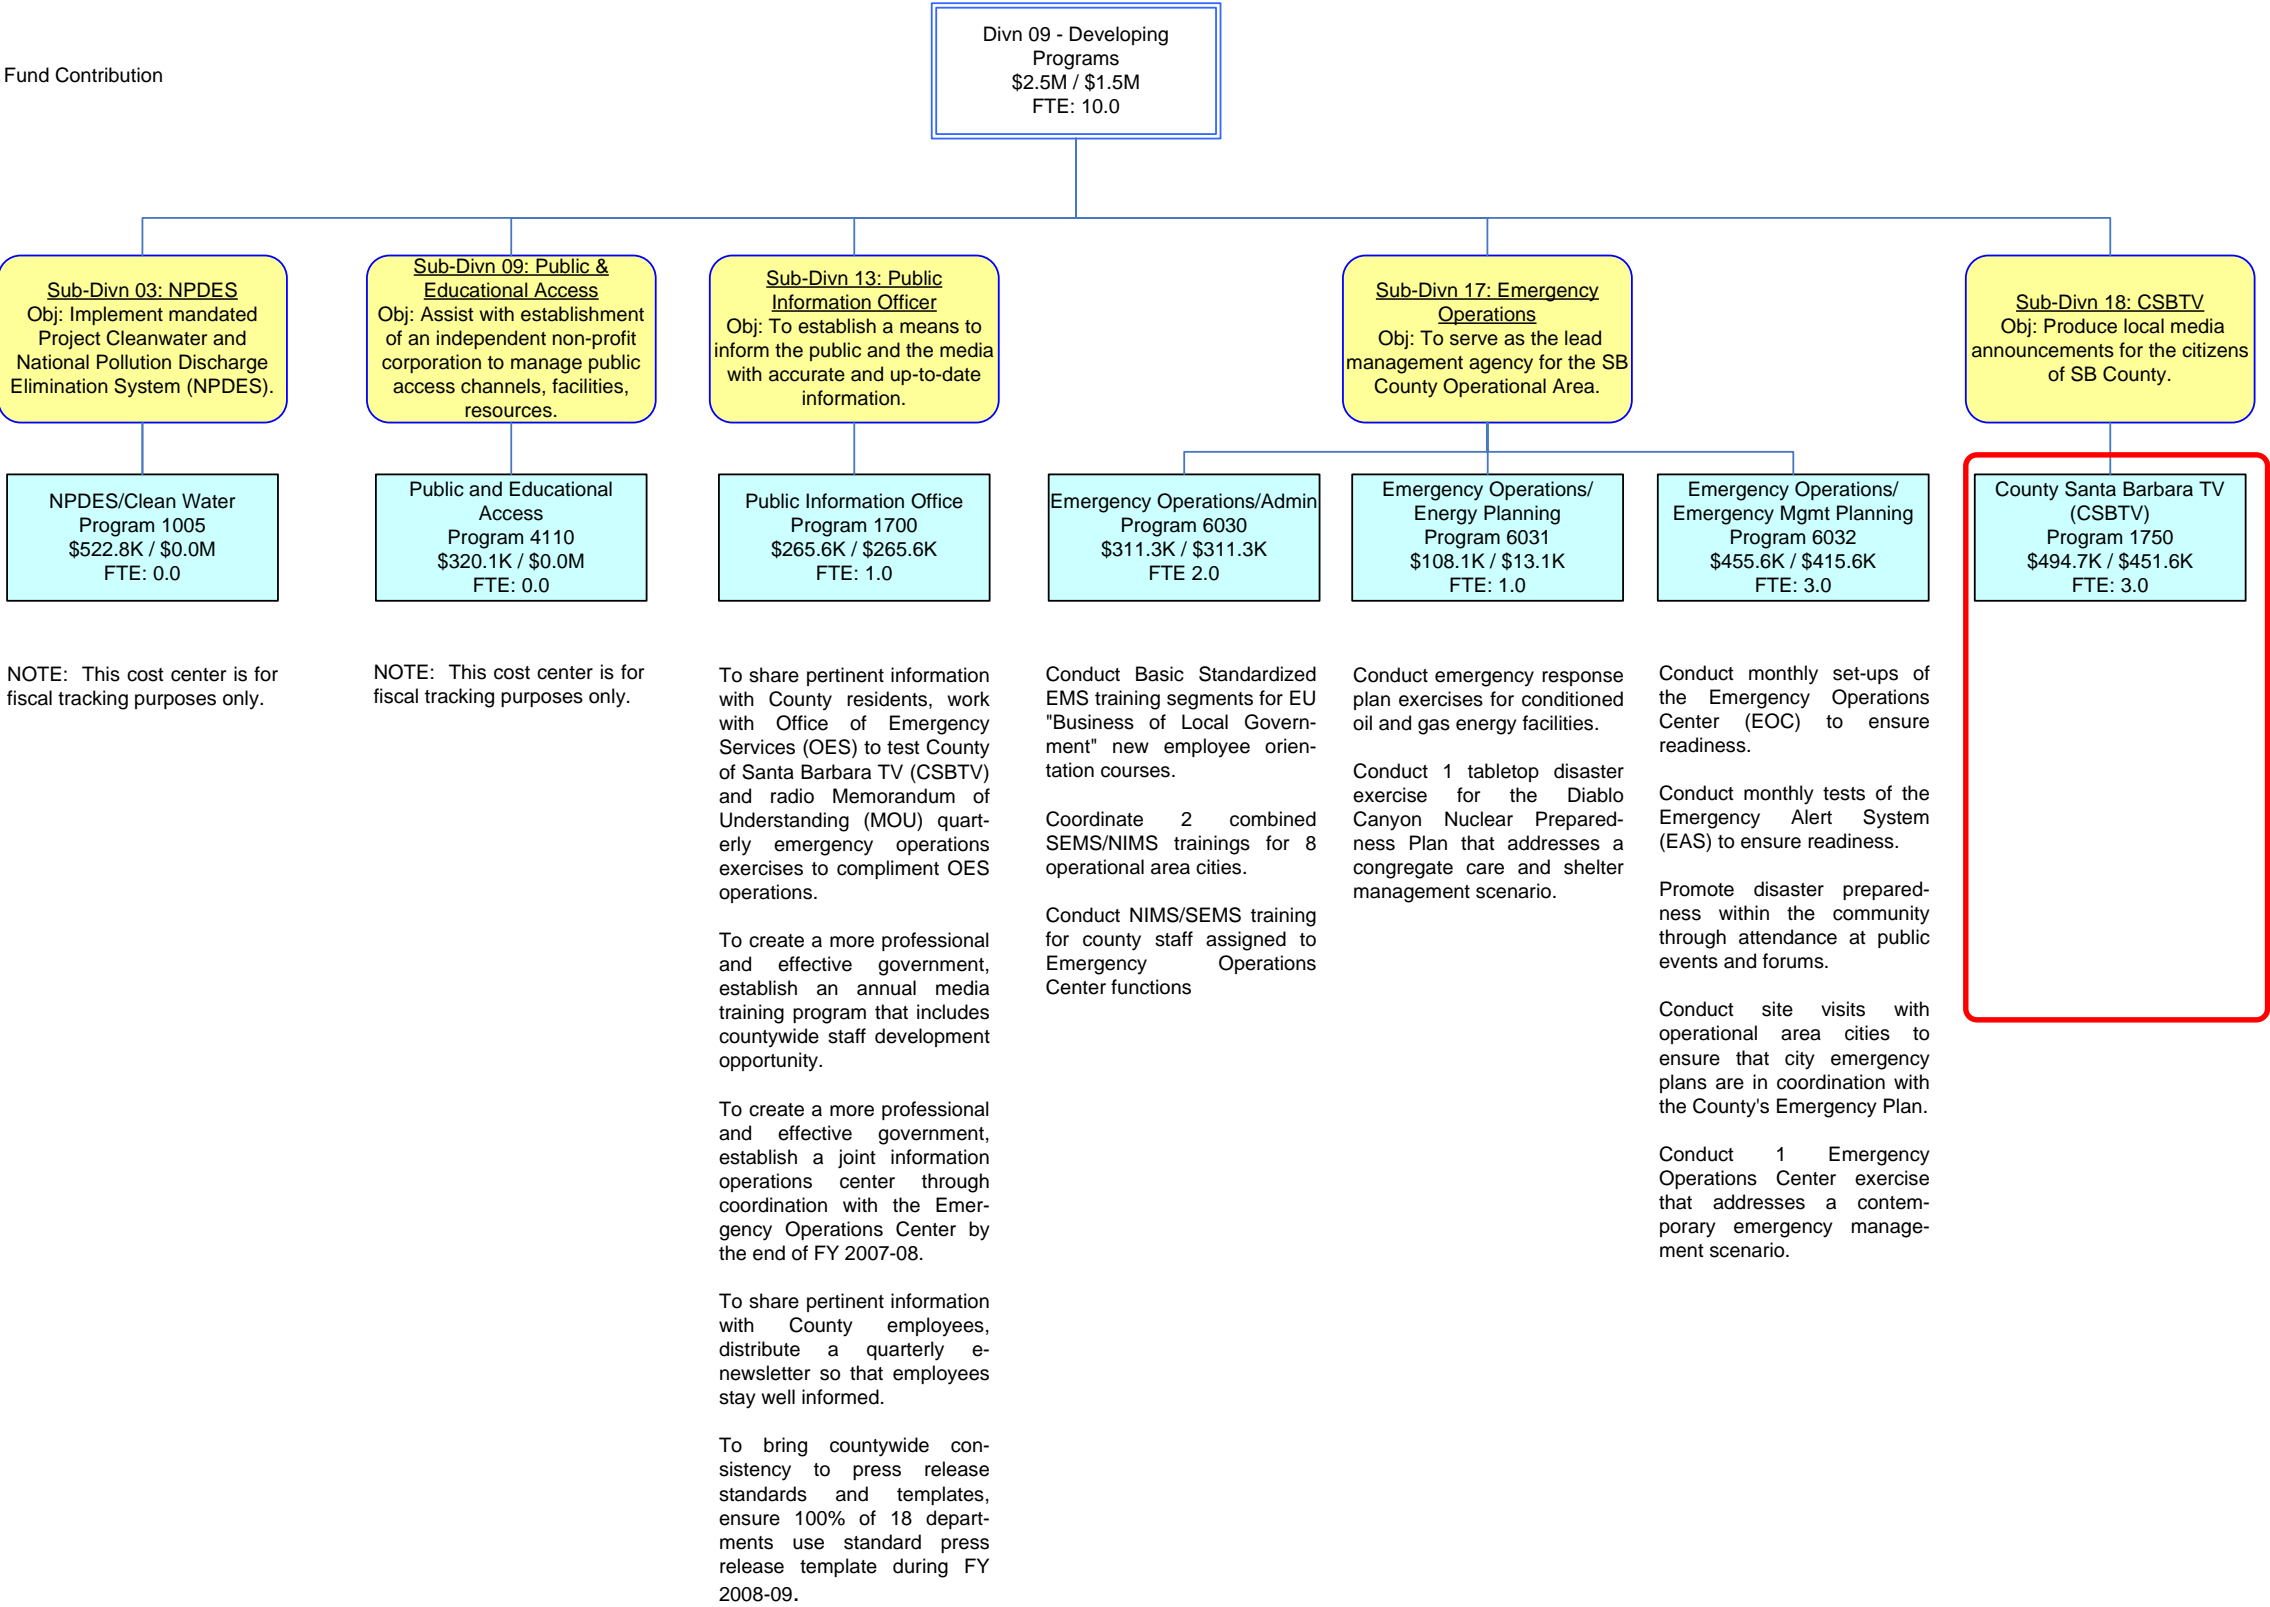 Divn 09 - Developing
Programs
$2.5M / $1.5M
FTE: 10.0
Fund Contribution
Sub-Divn 03: NPDES
Obj: Implement mandated
Project Cleanwater and
National Pollution Discharge
Elimination System (NPDES).
Sub-Divn 09: Public &
Educational Access
Obj: Assist with establishment
of an independent non-profit
corporation to manage public
access channels, facilities,
resources.
Sub-Divn 13: Public
Information Officer
Obj: To establish a means to
inform the public and the media
with accurate and up-to-date
information.
Sub-Divn 17: Emergency
Operations
Obj: To serve as the lead
management agency for the SB
County Operational Area.
Sub-Divn 18: CSBTV
Obj: Produce local media
announcements for the citizens
of SB County.
NPDES/Clean Water
Program 1005
$522.8K / $0.0M
FTE: 0.0
Public and Educational
Access
Program 4110
$320.1K / $0.0M
FTE: 0.0
Public Information Office
Program 1700
$265.6K / $265.6K
FTE: 1.0
Emergency Operations/Admin
Program 6030
$311.3K / $311.3K
FTE 2.0
Emergency Operations/
Energy Planning
Program 6031
$108.1K / $13.1K
FTE: 1.0
Emergency Operations/
Emergency Mgmt Planning
Program 6032
$455.6K / $415.6K
FTE: 3.0
County Santa Barbara TV
(CSBTV)
Program 1750
$494.7K / $451.6K
FTE: 3.0
NOTE: This cost center is for
fiscal tracking purposes only.
NOTE: This cost center is for
fiscal tracking purposes only.
To share pertinent information
with County residents, work
with Office of Emergency
Services (OES) to test County
of Santa Barbara TV (CSBTV)
and radio Memorandum of
Understanding (MOU) quart-
erly emergency operations
exercises to compliment OES
operations.
To create a more professional
and effective government,
establish an annual media
training program that includes
countywide staff development
opportunity.
To create a more professional
and effective government,
establish a joint information
operations center through
coordination with the Emer-
gency Operations Center by
the end of FY 2007-08.
To share pertinent information
with County employees,
distribute a quarterly e-
newsletter so that employees
stay well informed.
To bring countywide con-
sistency to press release
standards and templates,
ensure 100% of 18 depart-
ments use standard press
release template during FY
2008-09.
Conduct Basic Standardized
EMS training segments for EU
"Business of Local Govern-
ment" new employee orien-
tation courses.
Coordinate 2 combined
SEMS/NIMS trainings for 8
operational area cities.
Conduct NIMS/SEMS training
for county staff assigned to
Emergency Operations
Center functions
Conduct emergency response
plan exercises for conditioned
oil and gas energy facilities.
Conduct 1 tabletop disaster
exercise for the Diablo
Canyon Nuclear Prepared-
ness Plan that addresses a
congregate care and shelter
management scenario.
Conduct monthly set-ups of
the Emergency Operations
Center (EOC) to ensure
readiness.
Conduct monthly tests of the
Emergency Alert System
(EAS) to ensure readiness.
Promote disaster prepared-
ness within the community
through attendance at public
events and forums.
Conduct site visits with
operational area cities to
ensure that city emergency
plans are in coordination with
the County's Emergency Plan.
Conduct 1 Emergency
Operations Center exercise
that addresses a contem-
porary emergency manage-
ment scenario.